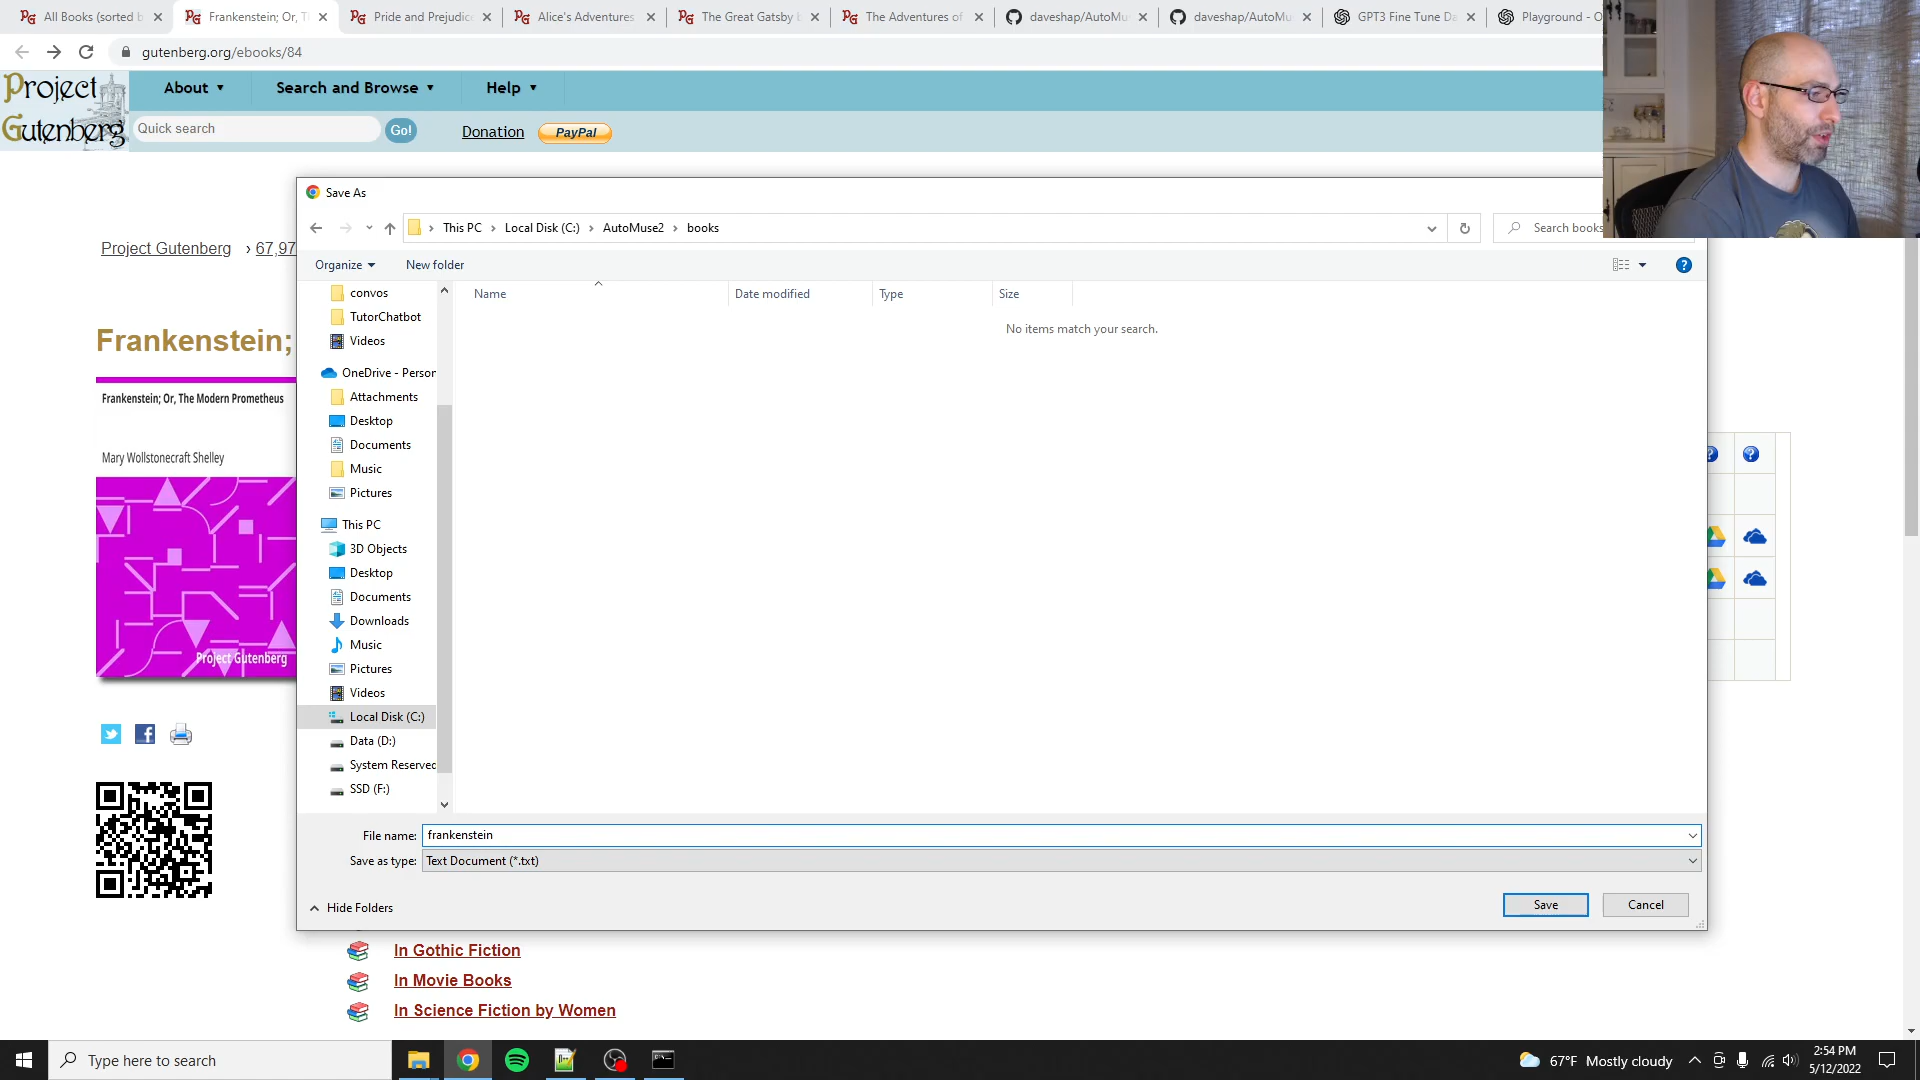 All Books (sorted b
Frankenstein; Or, T
Pride and Prejudice
Alice's Adventures
The Great Gatsby b
The Adventures of
daveshap/AutoMu
daveshap/AutoMu
GPT3 Fine Tune Da
Playground - O
gutenberg.org/ebooks/84
Project
Gutenberg
About
Search and Browse
Help
Quick search
Go!
Donation
PayPal
Project Gutenberg › 67,97
Frankenstein;
Frankenstein; Or, The Modern Prometheus
Mary Wollstonecraft Shelley
Project Gutenberg
Save As
This PC › Local Disk (C:) › AutoMuse2 › books
Search books
Organize
New folder
Name
Date modified
Type
Size
No items match your search.
convos
TutorChatbot
Videos
OneDrive - Person
Attachments
Desktop
Documents
Music
Pictures
This PC
3D Objects
Desktop
Documents
Downloads
Music
Pictures
Videos
Local Disk (C:)
Data (D:)
System Reserved
SSD (F:)
File name: frankenstein
Save as type: Text Document (*.txt)
Hide Folders
Save
Cancel
In Gothic Fiction
In Movie Books
In Science Fiction by Women
Type here to search
67°F Mostly cloudy
2:54 PM
5/12/2022